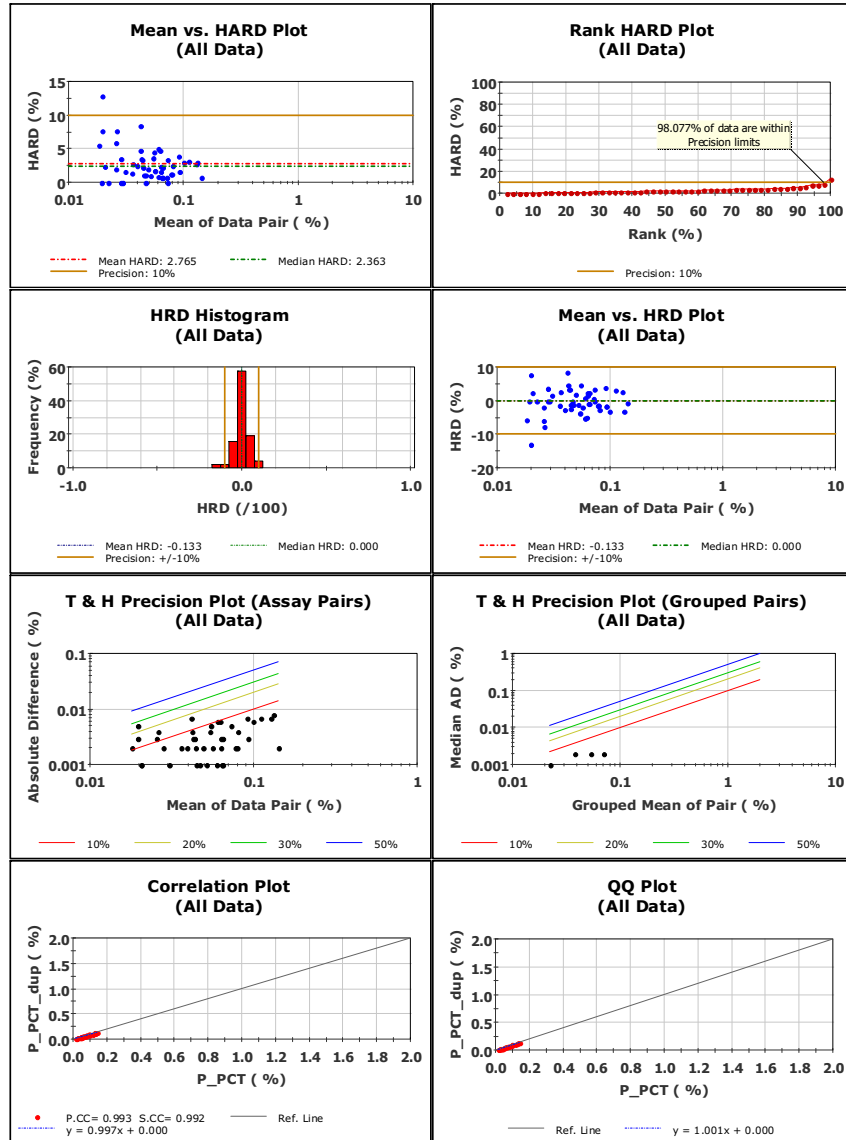 Mean vs. HARD Plot
(All Data)
HARD (%)
15
10
5
0
0.01 0.1 1 10
Mean of Data Pair ( %)
Mean HARD: 2.765 Median HARD: 2.363
Precision: 10%
Rank HARD Plot
(All Data)
HARD (%)
100
80
60
40
20
0
98.077% of data are within
Precision limits
0 10 20 30 40 50 60 70 80 90 100
Rank (%)
Precision: 10%
HRD Histogram
(All Data)
Frequency (%)
60
40
20
0
-1.0 0.0 1.0
HRD (/100)
Mean HRD: -0.133 Median HRD: 0.000
Precision: +/-10%
Mean vs. HRD Plot
(All Data)
HRD (%)
10
0
-10
-20
0.01 0.1 1 10
Mean of Data Pair ( %)
Mean HRD: -0.133 Median HRD: 0.000
Precision: +/-10%
T & H Precision Plot (Assay Pairs)
(All Data)
Absolute Difference ( %)
0.1
0.01
0.001
0.01 0.1 1
Mean of Data Pair ( %)
10% 20% 30% 50%
T & H Precision Plot (Grouped Pairs)
(All Data)
Median AD ( %)
1
0.1
0.01
0.001
0.01 0.1 1 10
Grouped Mean of Pair ( %)
10% 20% 30% 50%
Correlation Plot
(All Data)
P_PCT_dup ( %)
2.0
1.5
1.0
0.5
0.0
0.0 0.2 0.4 0.6 0.8 1.0 1.2 1.4 1.6 1.8 2.0
P_PCT ( %)
P.CC= 0.993 S.CC= 0.992 Ref. Line
y = 0.997x + 0.000
QQ Plot
(All Data)
P_PCT_dup ( %)
2.0
1.5
1.0
0.5
0.0
0.0 0.2 0.4 0.6 0.8 1.0 1.2 1.4 1.6 1.8 2.0
P_PCT ( %)
Ref. Line y = 1.001x + 0.000